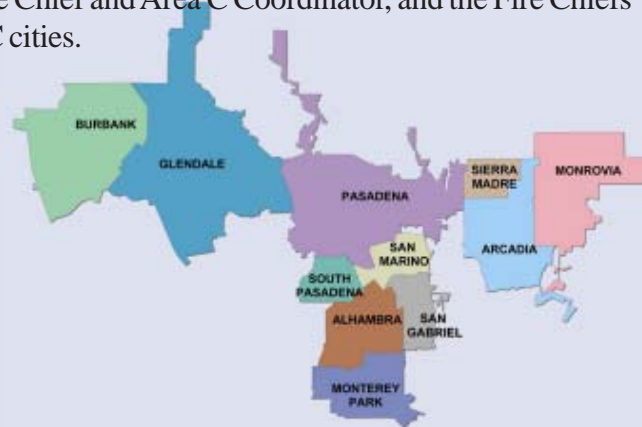 e Chief and Area C Coordinator, and the Fire Chiefs
C cities.
BURBANK
GLENDALE
PASADENA
SIERRA
MADRE
MONROVIA
ARCADIA
SAN
MARINO
SOUTH
PASADENA
ALHAMBRA
SAN
GABRIEL
MONTEREY
PARK